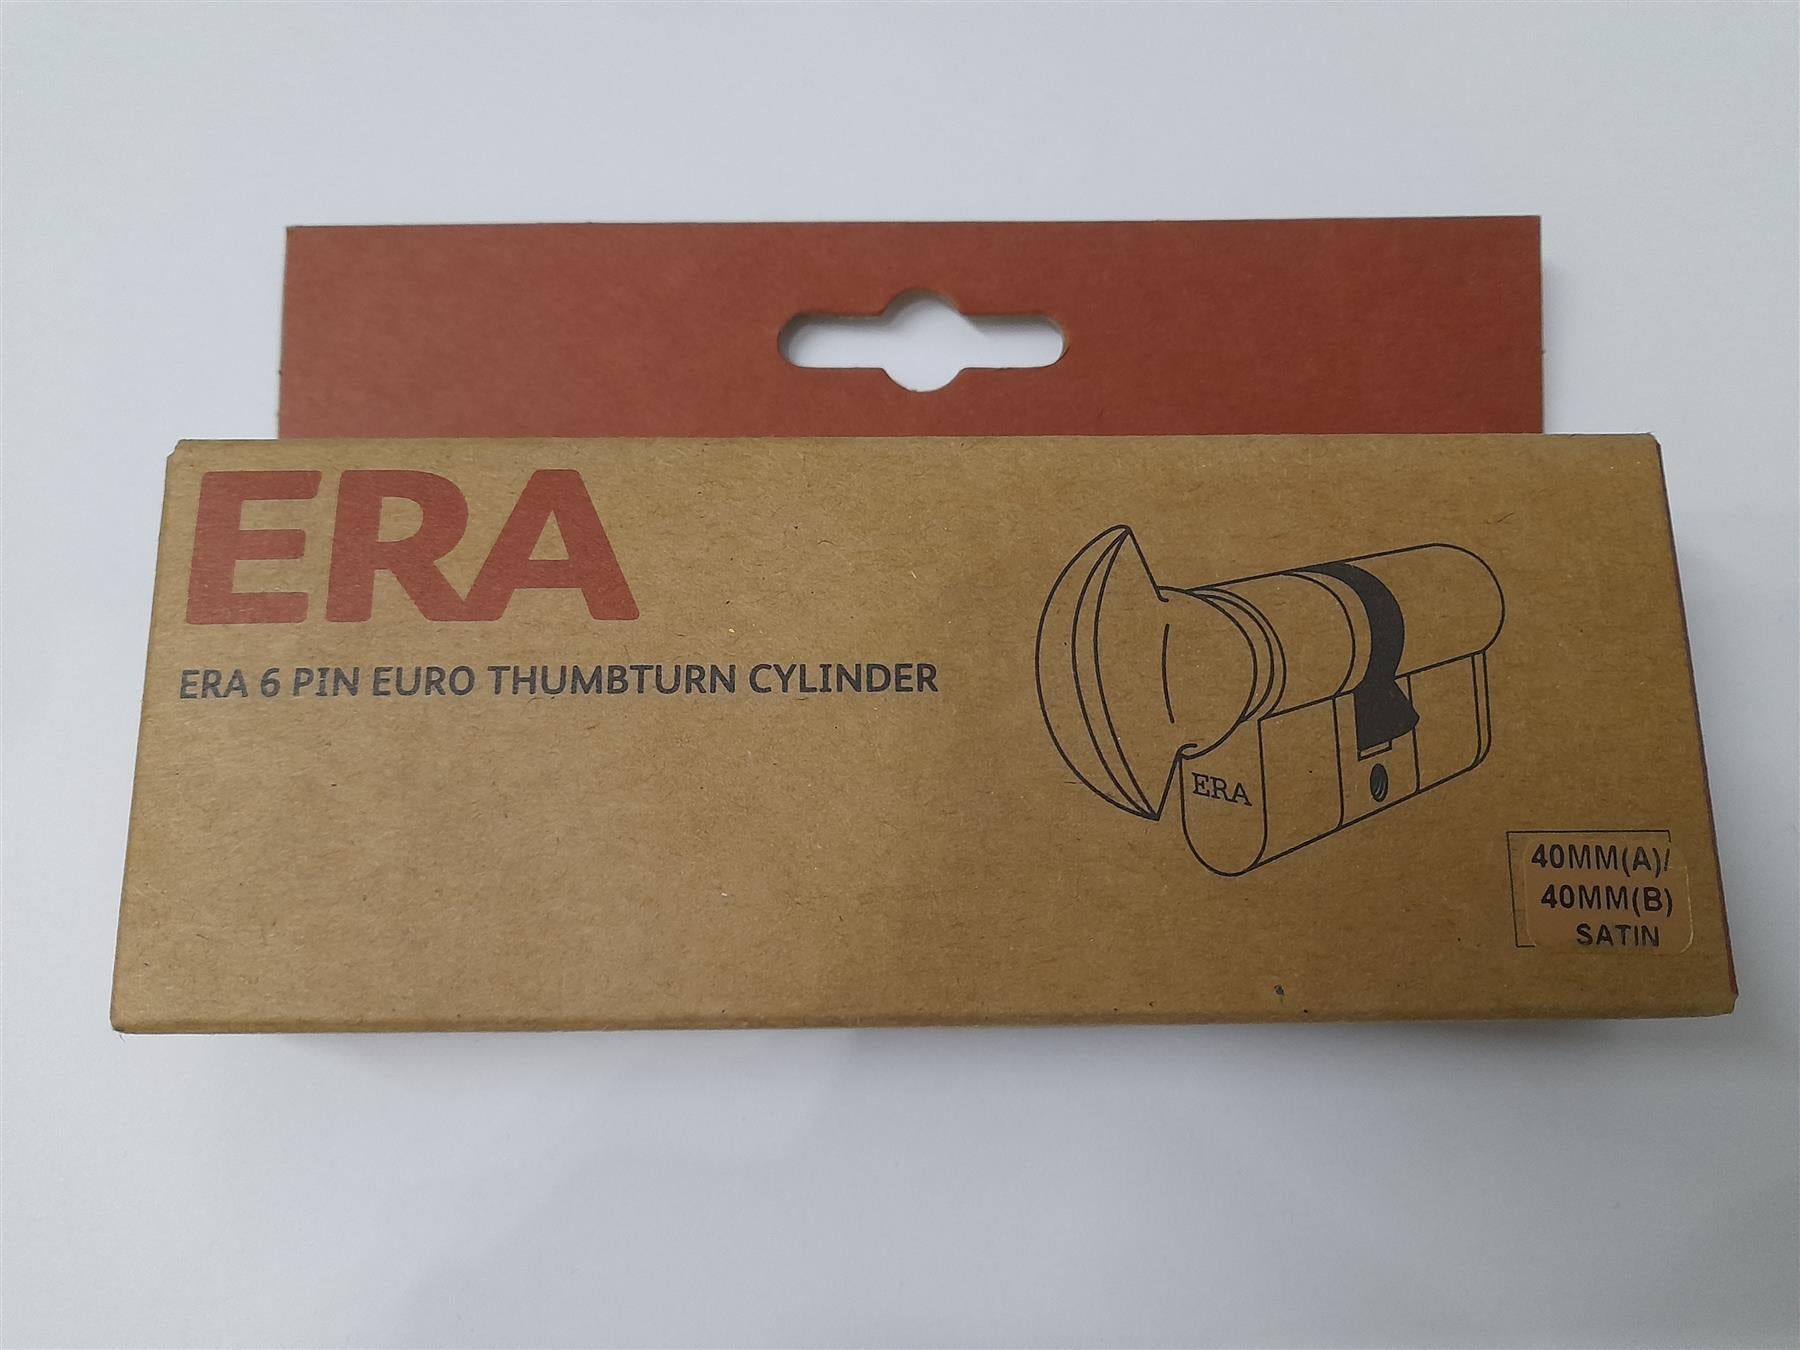 ERA
ERA 6 PIN EURO THUMBTURN CYLINDER
ERA
40MM(A)/
40MM(B)
SATIN